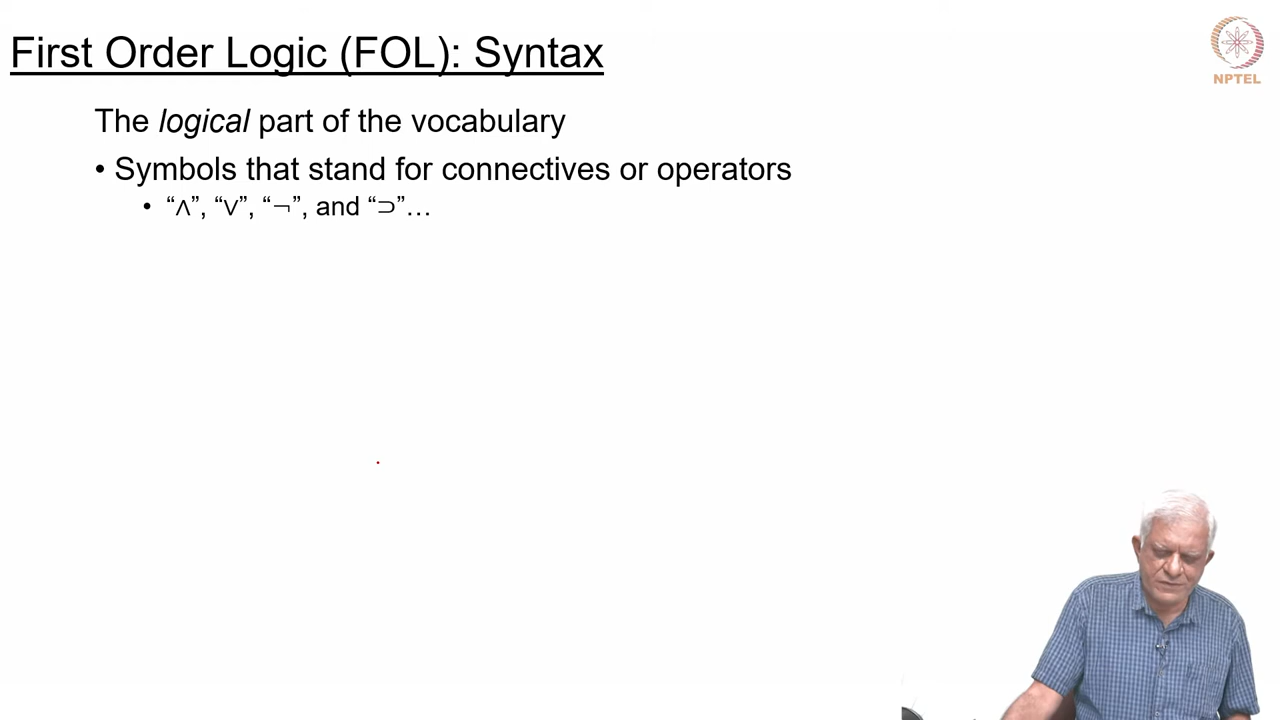 First Order Logic (FOL): Syntax
NPTEL
The logical part of the vocabulary
• Symbols that stand for connectives or operators
• “∧”, “∨”, “¬”, and “⊃”…